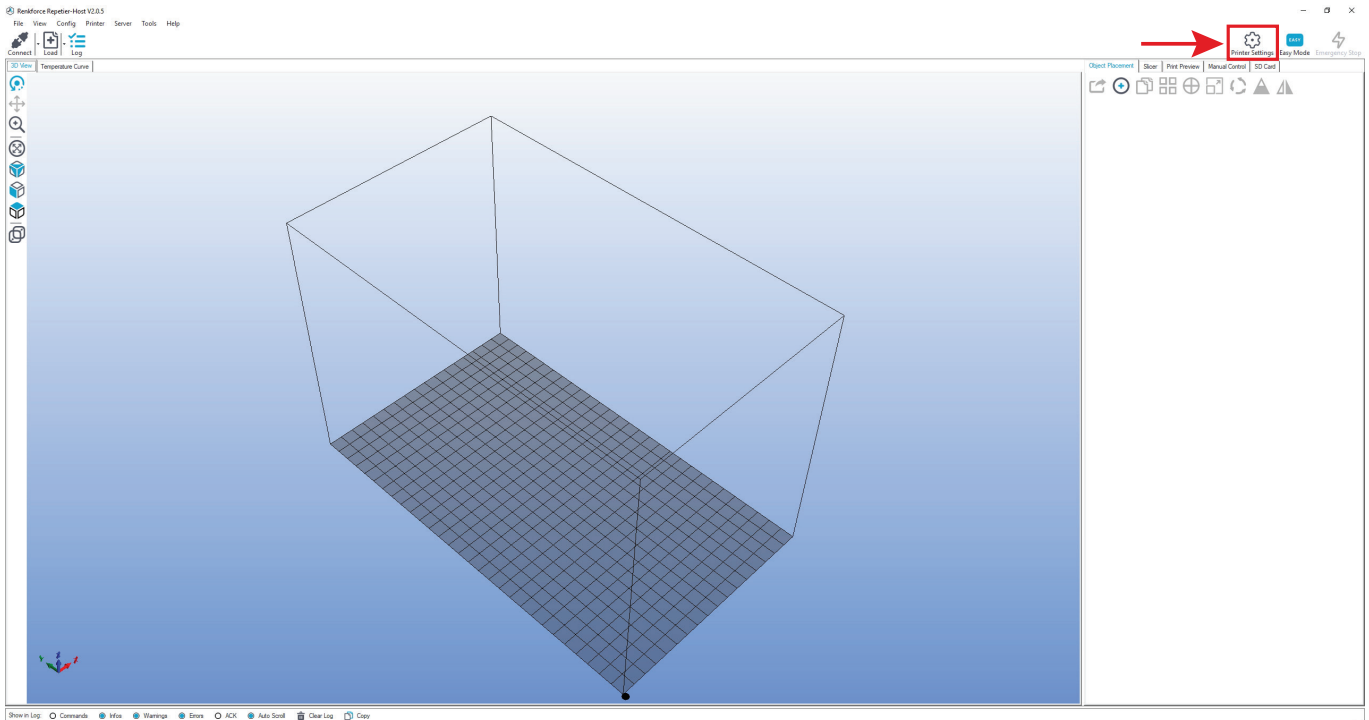 Renkforce Repetier-Host V2.0.5
File View Config Printer Server Tools Help
Connect Load Log Printer Settings EASY Easy Mode Emergency Stop
3D View Temperature Curve Object Placement Slicer Print Preview Manual Control SD Card
Show in Log: Commands Infos Warnings Errors ACK Auto Scroll Clear Log Copy